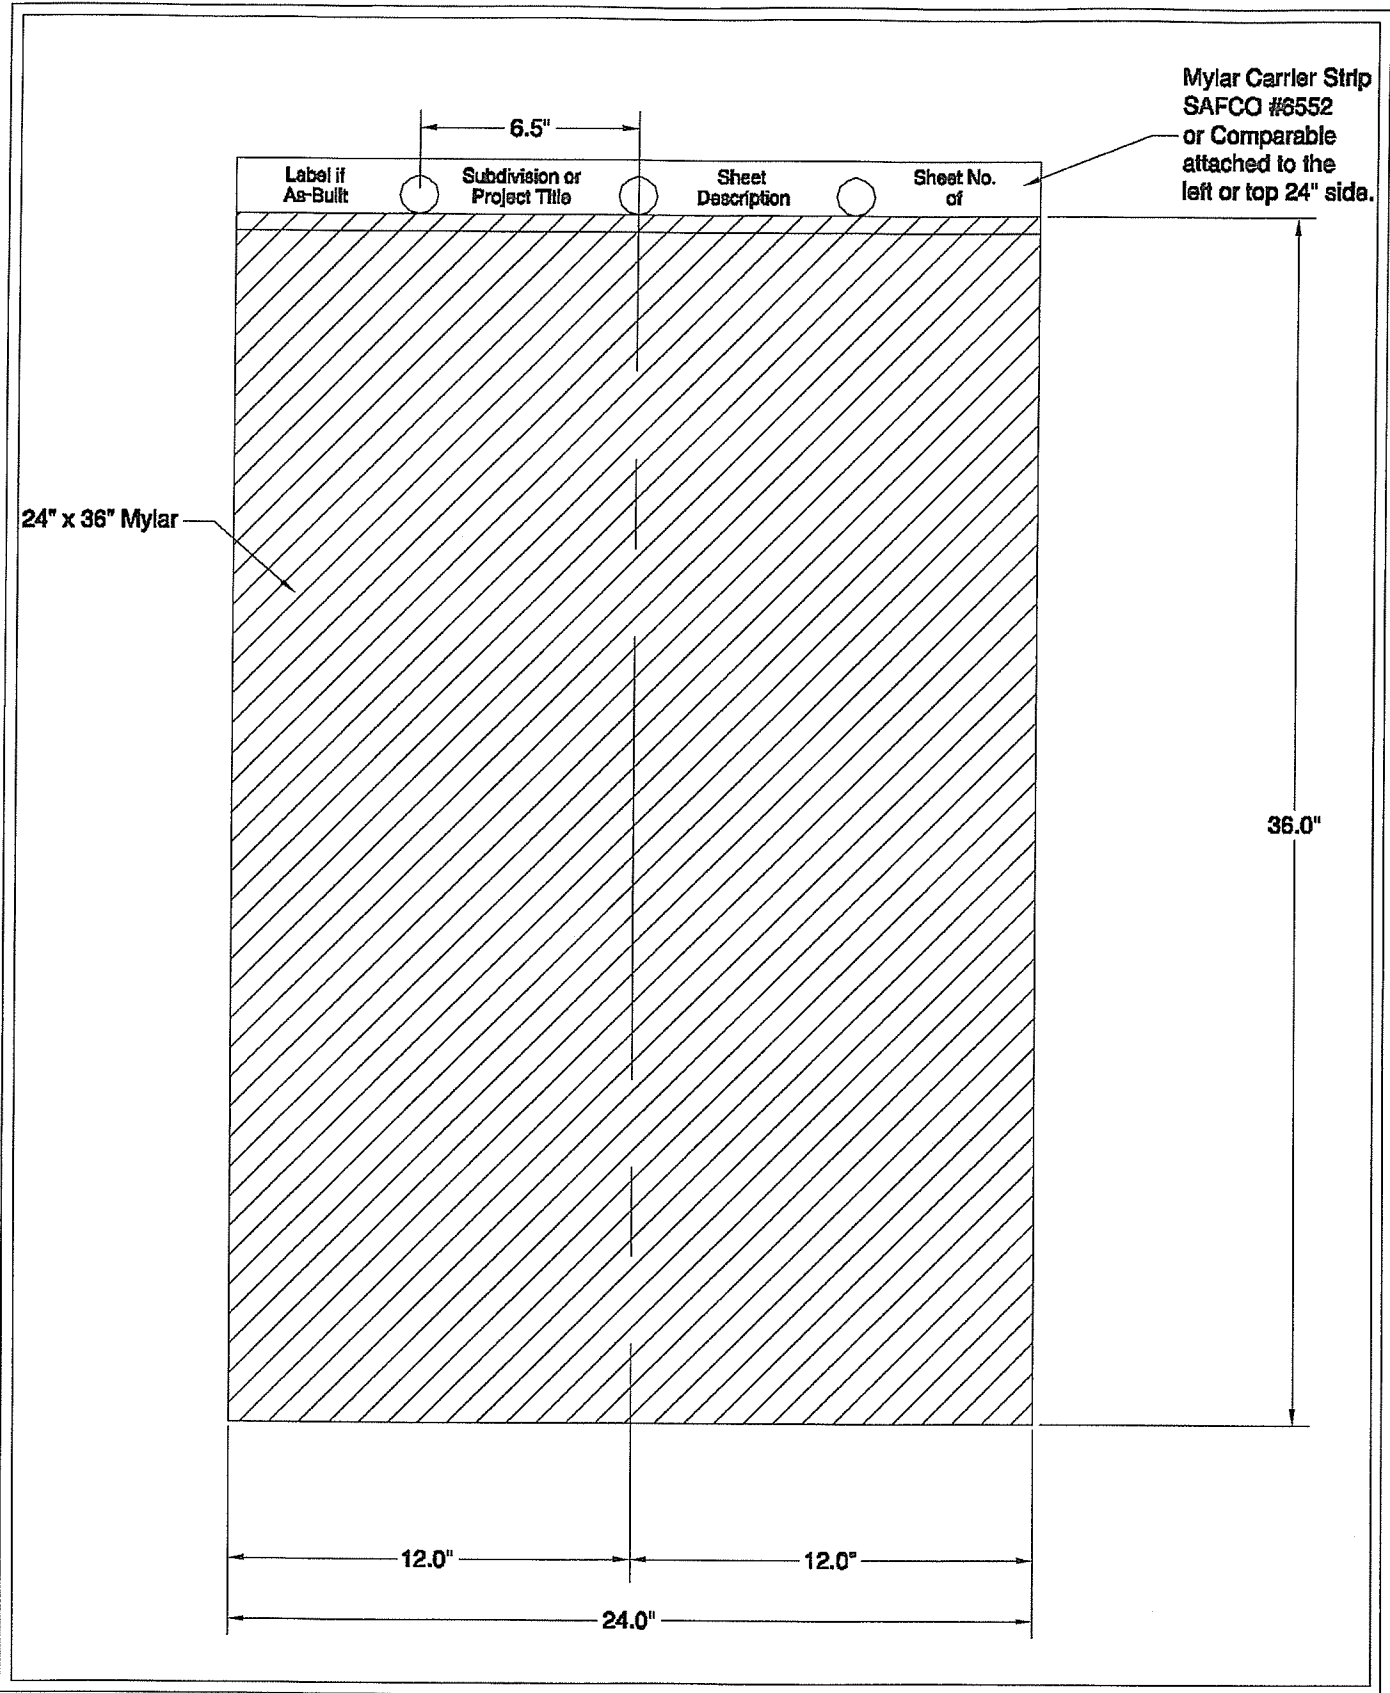 Mylar Carrier Strip
SAFCO #6552
or Comparable
attached to the
left or top 24" side.
6.5"
Label if
As-Built
Subdivision or
Project Title
Sheet
Description
Sheet No.
of
24" x 36" Mylar
36.0"
12.0"
12.0"
24.0"